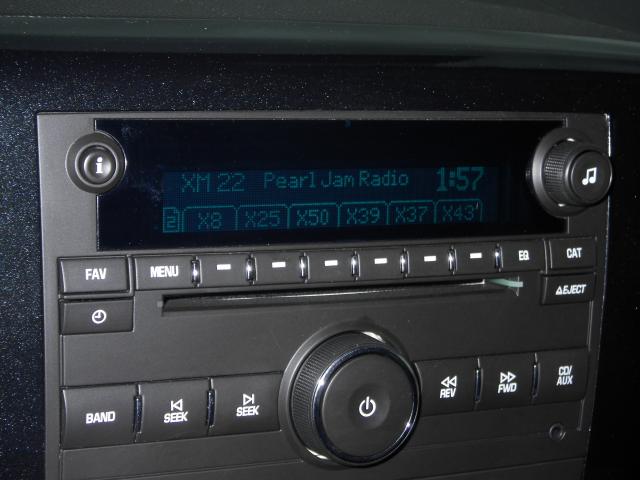 i
XM 22 Pearl Jam Radio 1:57
2 X8 X25 X50 X39 X37 X43
FAV MENU EQ CAT
EJECT
BAND SEEK SEEK REV FWD CD/AUX